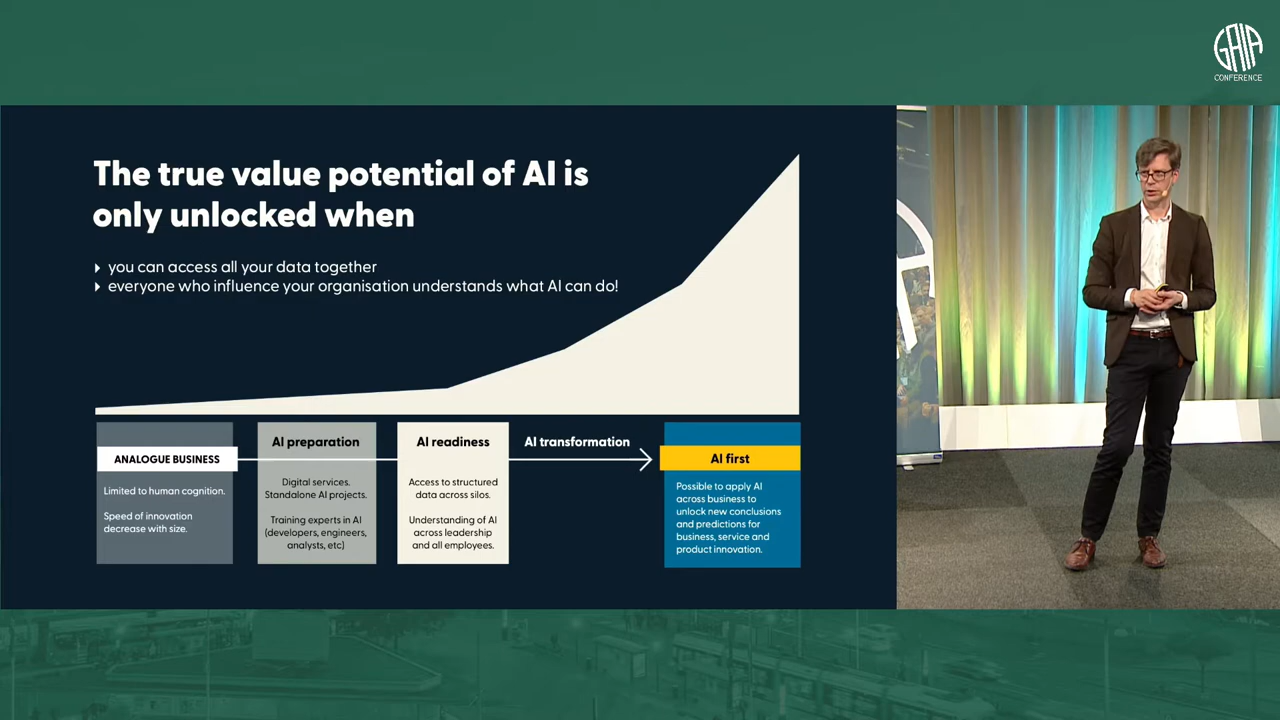 GAIA
CONFERENCE
The true value potential of AI is
only unlocked when
you can access all your data together
everyone who influence your organisation understands what AI can do!
ANALOGUE BUSINESS
Limited to human cognition.
Speed of innovation
decrease with size.
AI preparation
Digital services.
Standalone AI projects.
Training experts in AI
(developers, engineers,
analysts, etc)
AI readiness
Access to structured
data across silos.
Understanding of AI
across leadership
and all employees.
AI transformation
AI first
Possible to apply AI
across business to
unlock new conclusions
and predictions for
business, service and
product innovation.